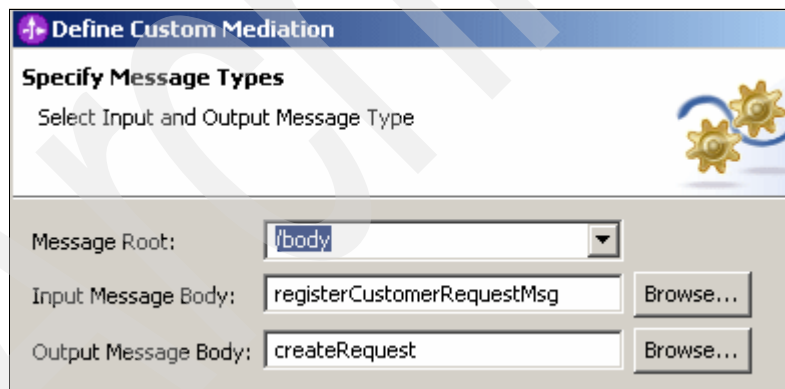 Define Custom Mediation
Specify Message Types
Select Input and Output Message Type
Message Root: /body
Input Message Body: registerCustomerRequestMsg Browse...
Output Message Body: createRequest Browse...